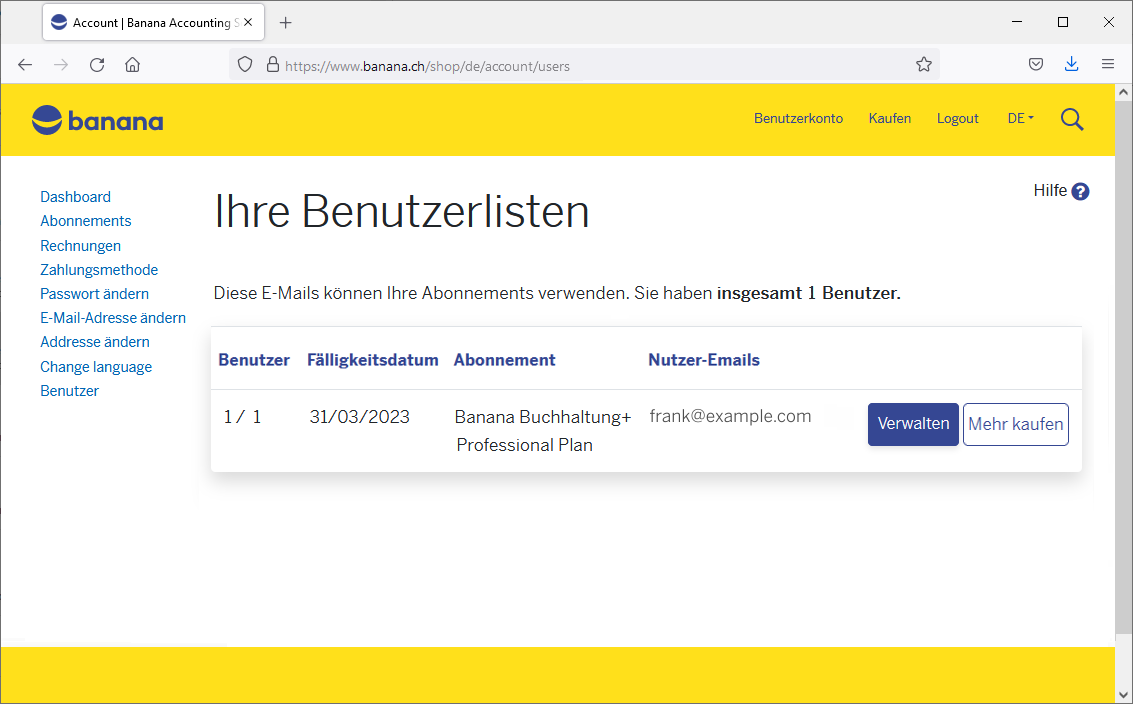 Account | Banana Accounting S
https://www.banana.ch/shop/de/account/users
banana
Benutzerkonto Kaufen Logout DE
Hilfe ?
Dashboard
Abonnements
Rechnungen
Zahlungsmethode
Passwort ändern
E-Mail-Adresse ändern
Addresse ändern
Change language
Benutzer
Ihre Benutzerlisten
Diese E-Mails können Ihre Abonnements verwenden. Sie haben insgesamt 1 Benutzer.
Benutzer Fälligkeitsdatum Abonnement Nutzer-Emails
1 / 1 31/03/2023 Banana Buchhaltung+ frank@example.com Verwalten Mehr kaufen
Professional Plan